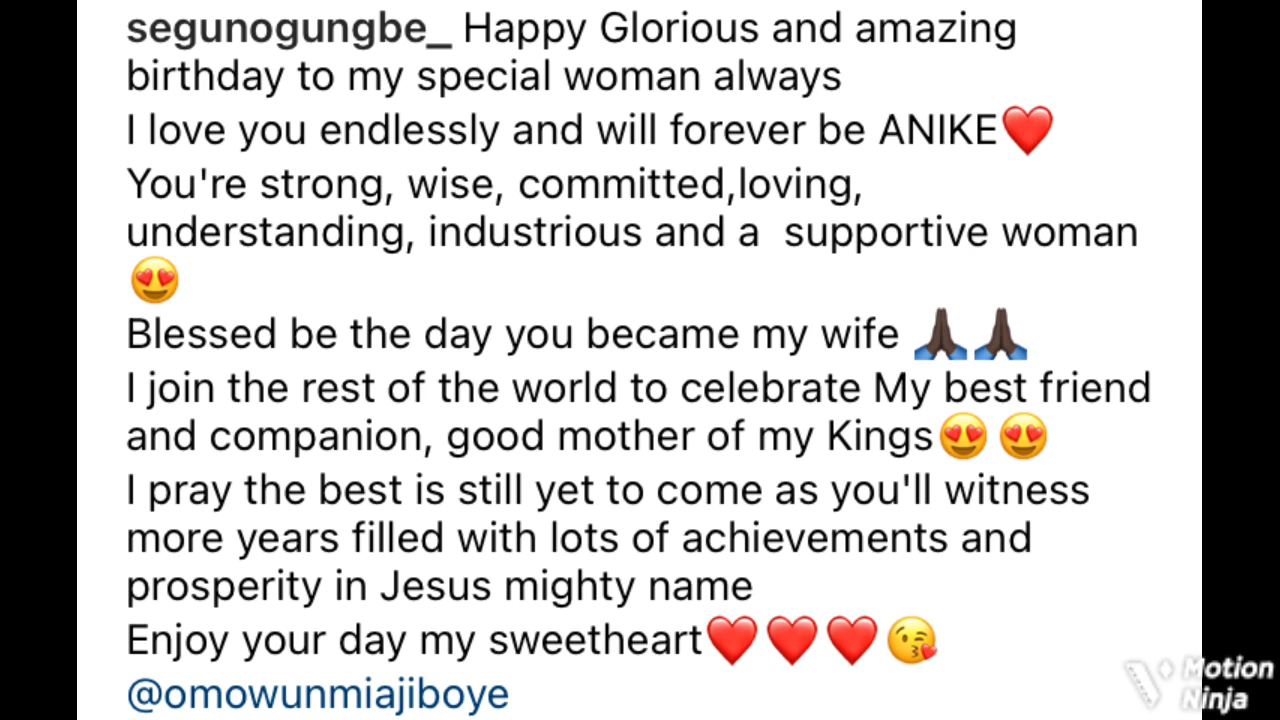 segunogungbe_ Happy Glorious and amazing
birthday to my special woman always
I love you endlessly and will forever be ANIKE❤️
You're strong, wise, committed,loving,
understanding, industrious and a  supportive woman
😍
Blessed be the day you became my wife 🙏🏿🙏🏿
I join the rest of the world to celebrate My best friend
and companion, good mother of my Kings😍😍
I pray the best is still yet to come as you'll witness
more years filled with lots of achievements and
prosperity in Jesus mighty name
Enjoy your day my sweetheart❤️❤️❤️😘
@omowunmiajiboye
Motion
Ninja